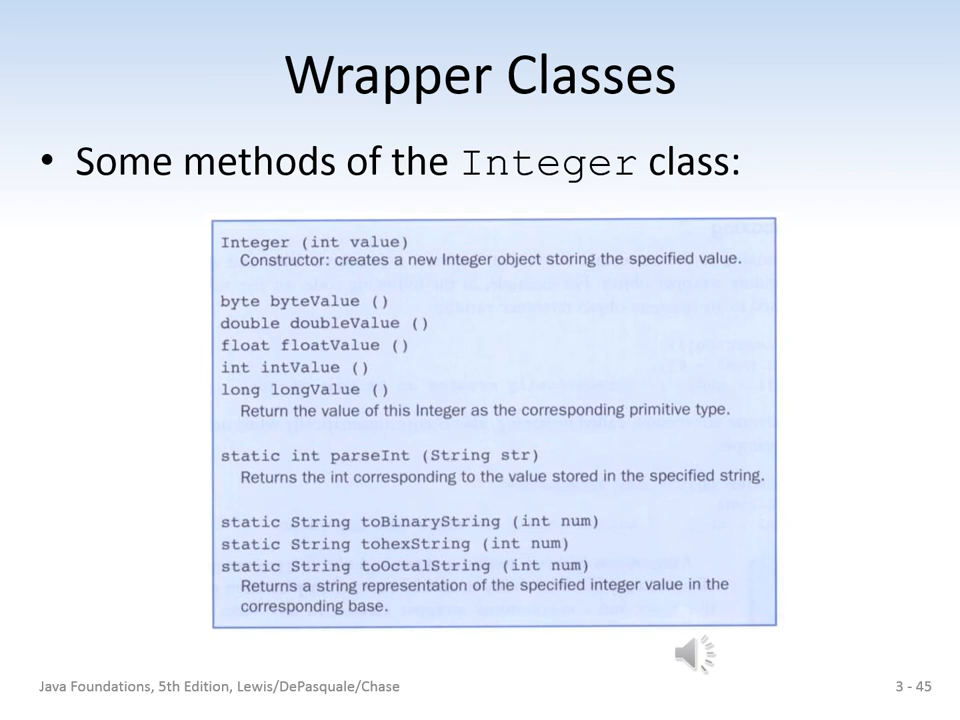 Wrapper Classes
• Some methods of the Integer class:
Integer (int value)
Constructor: creates a new Integer object storing the specified value.
byte byteValue ()
double doubleValue ()
float floatValue ()
int intValue ()
long longValue ()
Return the value of this Integer as the corresponding primitive type.
static int parseInt (String str)
Returns the int corresponding to the value stored in the specified string.
static String toBinaryString (int num)
static String tohexString (int num)
static String toOctalString (int num)
Returns a string representation of the specified integer value in the
corresponding base.
Java Foundations, 5th Edition, Lewis/DePasquale/Chase
3 - 45